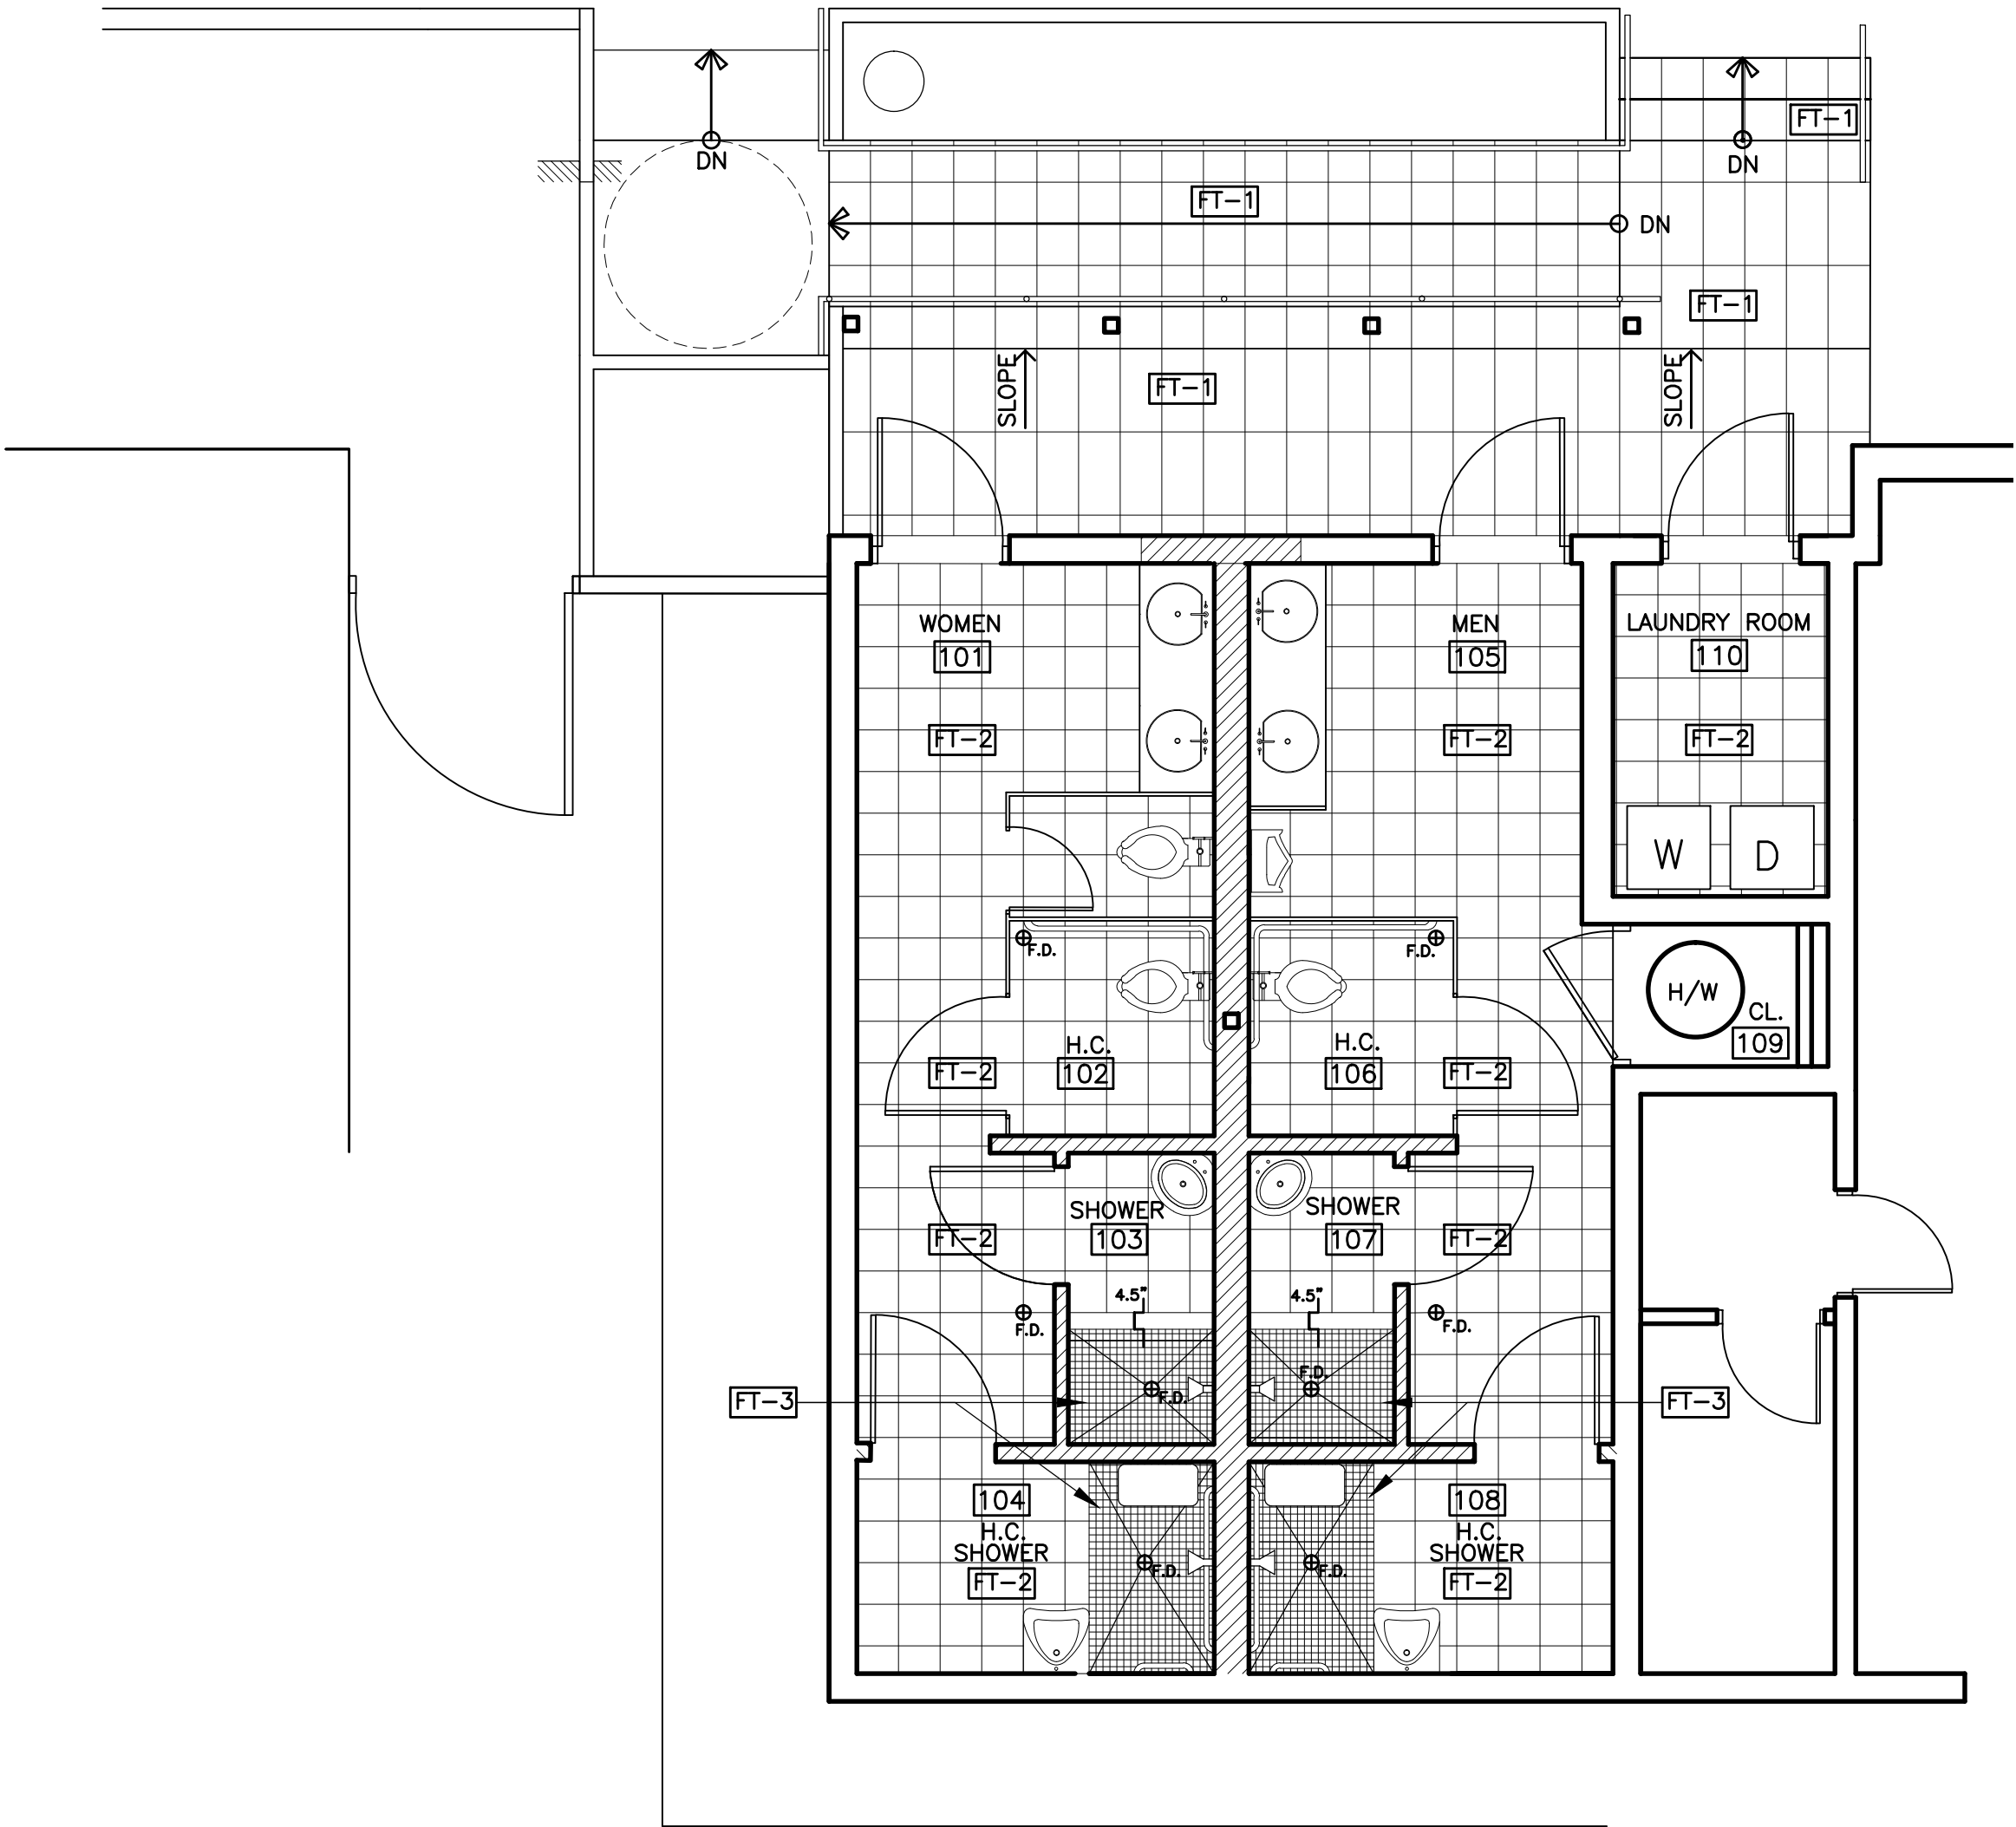 FT-1
DN
DN
FT-1
DN
FT-1
SLOPE
FT-1
SLOPE
WOMEN
101
MEN
105
LAUNDRY ROOM
110
FT-2
FT-2
FT-2
W
D
F.D.
F.D.
H/W
CL.
109
FT-2
H.C.
102
H.C.
106
FT-2
SHOWER
103
SHOWER
107
FT-2
FT-2
4.5"
4.5"
F.D.
F.D.
F.D.
F.D.
FT-3
FT-3
104
H.C.
SHOWER
FT-2
108
H.C.
SHOWER
FT-2
F.D.
F.D.